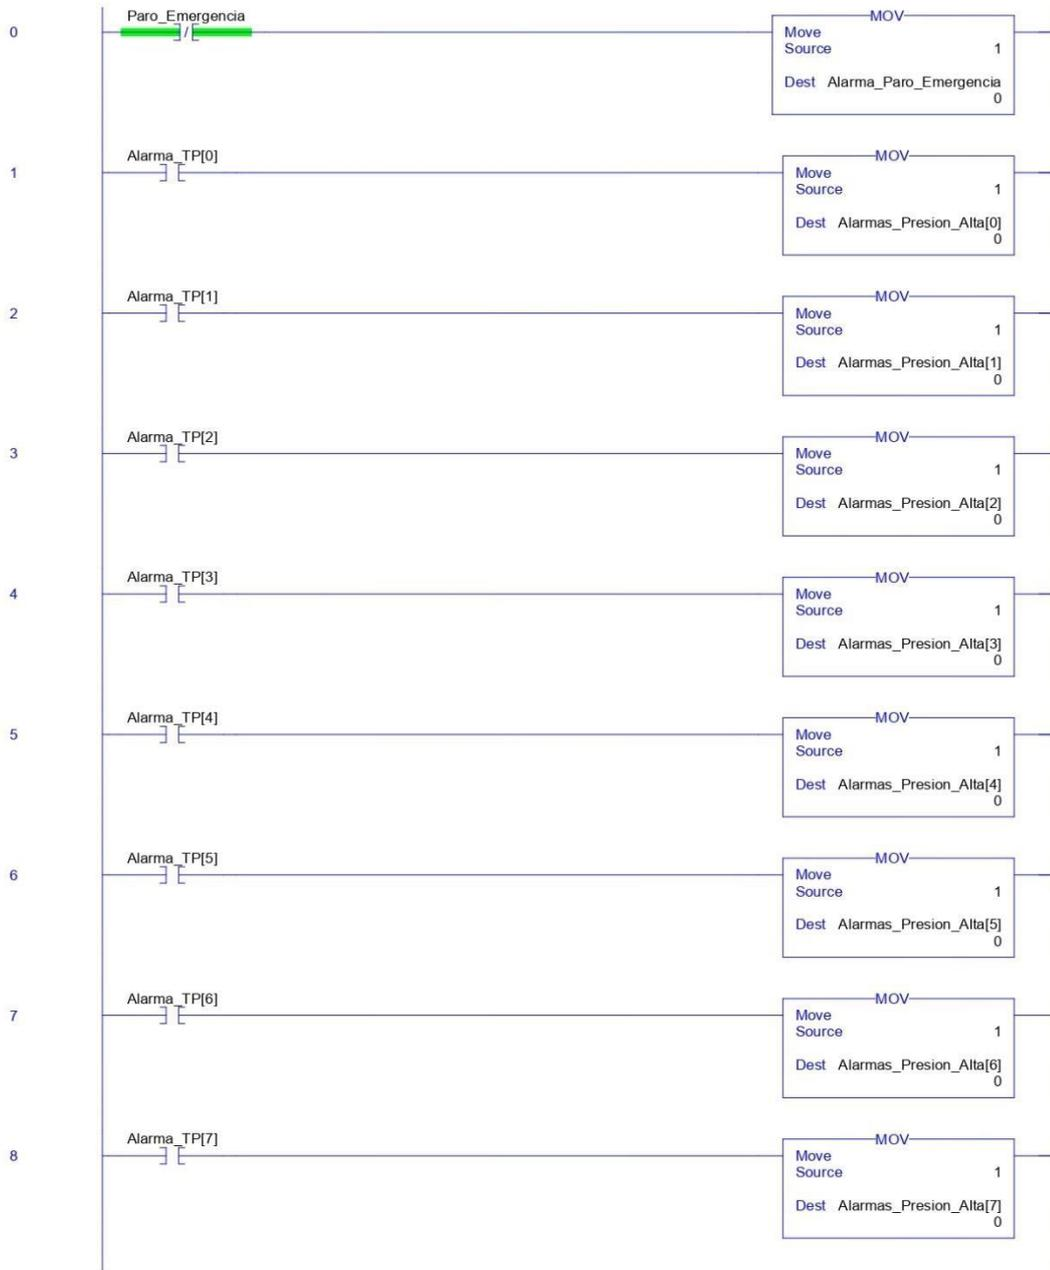 Paro_Emergencia
MOV
0
/
Move
Source 1
Dest Alarma_Paro_Emergencia
0
Alarma_TP[0]
MOV
1
Move
Source 1
Dest Alarmas_Presion_Alta[0]
0
Alarma_TP[1]
MOV
2
Move
Source 1
Dest Alarmas_Presion_Alta[1]
0
Alarma_TP[2]
MOV
3
Move
Source 1
Dest Alarmas_Presion_Alta[2]
0
Alarma_TP[3]
MOV
4
Move
Source 1
Dest Alarmas_Presion_Alta[3]
0
Alarma_TP[4]
MOV
5
Move
Source 1
Dest Alarmas_Presion_Alta[4]
0
Alarma_TP[5]
MOV
6
Move
Source 1
Dest Alarmas_Presion_Alta[5]
0
Alarma_TP[6]
MOV
7
Move
Source 1
Dest Alarmas_Presion_Alta[6]
0
Alarma_TP[7]
MOV
8
Move
Source 1
Dest Alarmas_Presion_Alta[7]
0